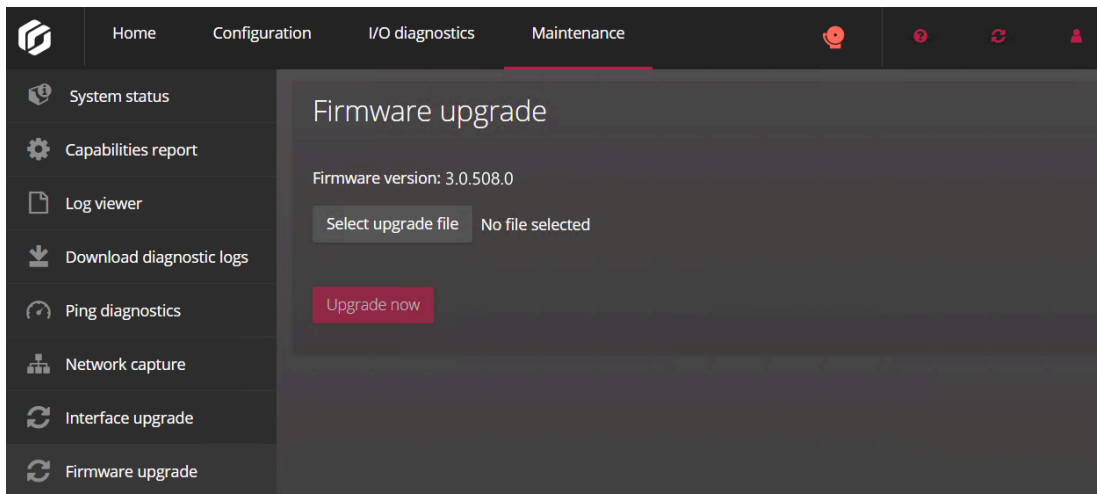 Home Configuration I/O diagnostics Maintenance
System status
Capabilities report
Log viewer
Download diagnostic logs
Ping diagnostics
Network capture
Interface upgrade
Firmware upgrade
Firmware upgrade
Firmware version: 3.0.508.0
Select upgrade file No file selected
Upgrade now